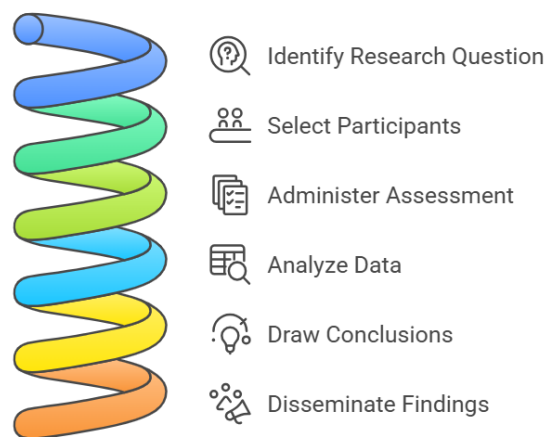 Identify Research Question
Select Participants
Administer Assessment
Analyze Data
Draw Conclusions
Disseminate Findings